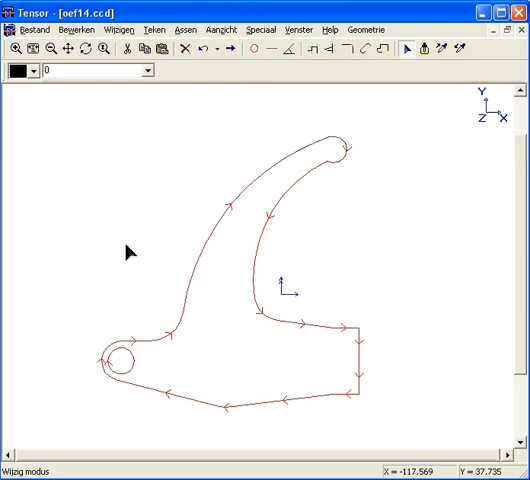 Tensor - [oef14.ccd]
Bestand Bewerken Wijzigen Teken Assen Aanzicht Speciaal Venster Help Geometrie
0
Y
Z X
Wijzig modus X = -117.569 Y = 37.735